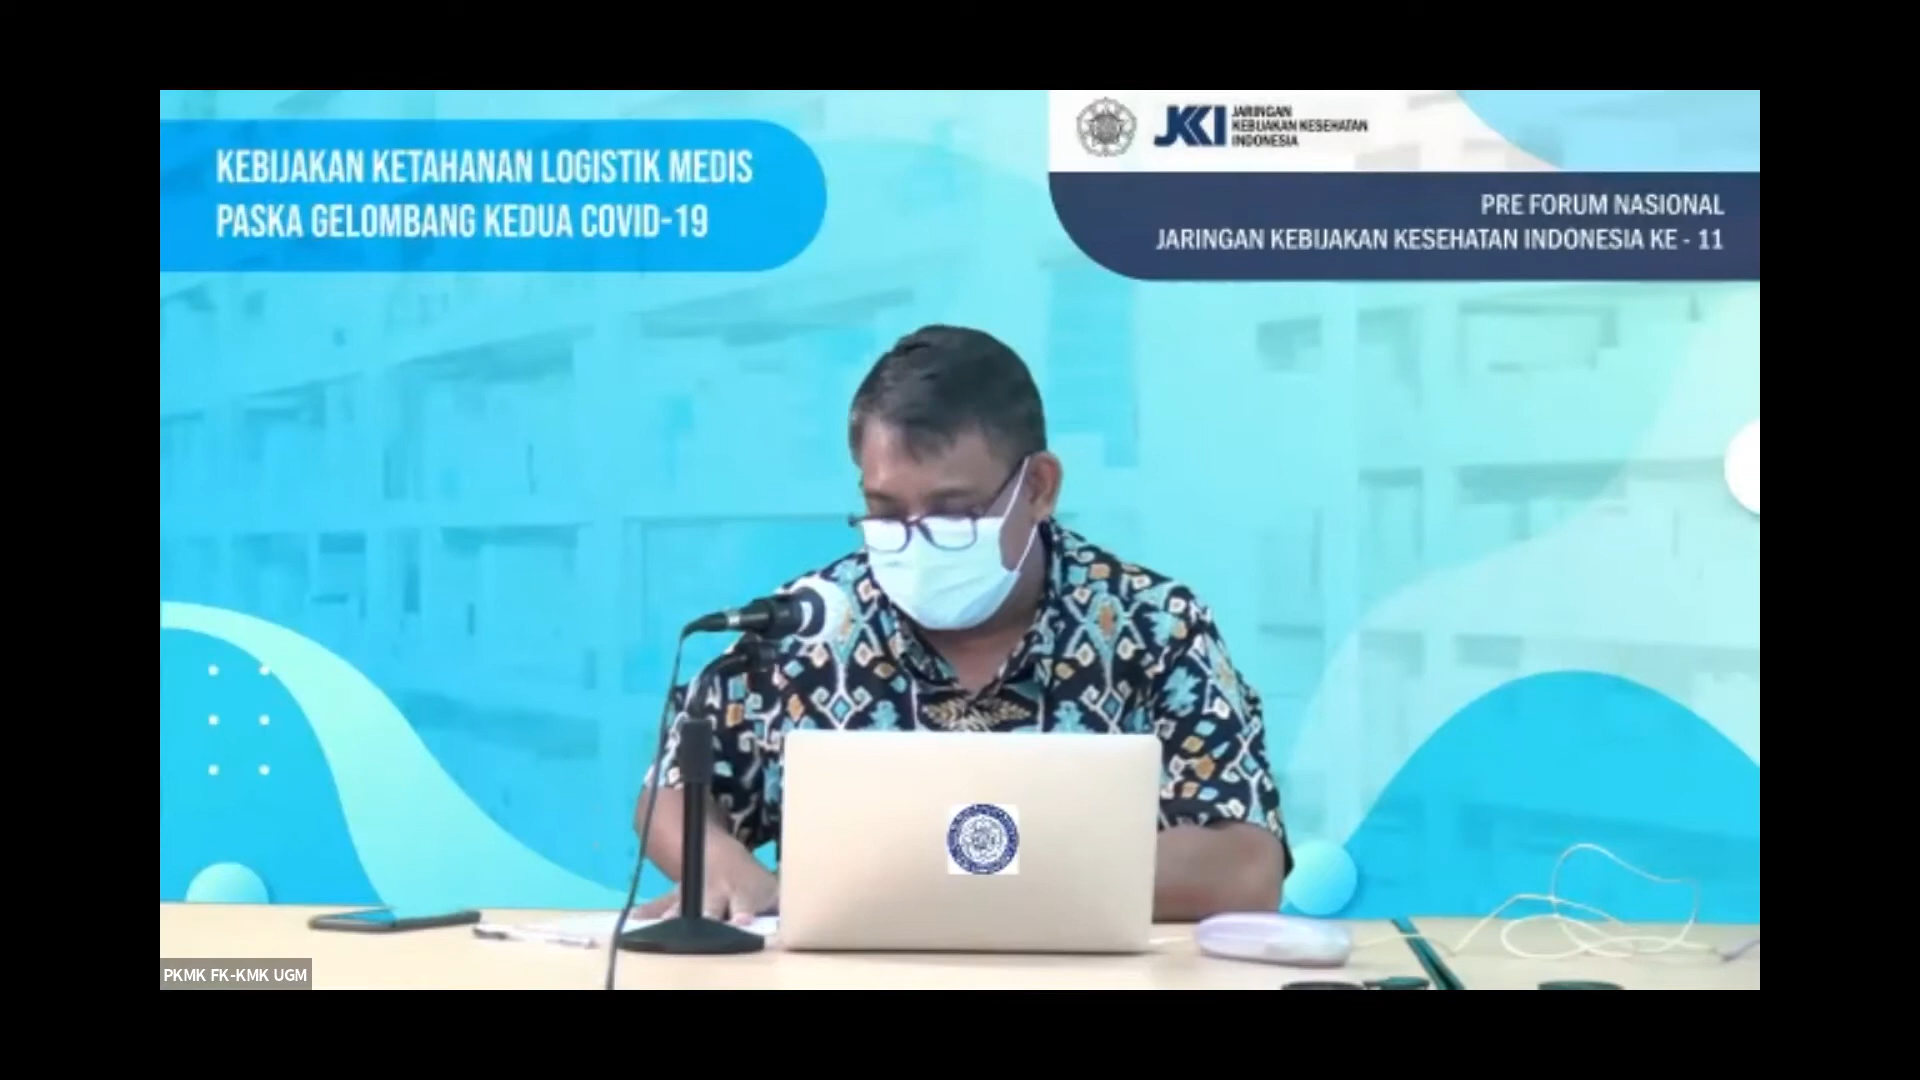 KEBIJAKAN KETAHANAN LOGISTIK MEDIS
PASKA GELOMBANG KEDUA COVID-19
JKKI
JARINGAN
KEBIJAKAN KESEHATAN
INDONESIA
PRE FORUM NASIONAL
JARINGAN KEBIJAKAN KESEHATAN INDONESIA KE - 11
PKMK FK-KMK UGM